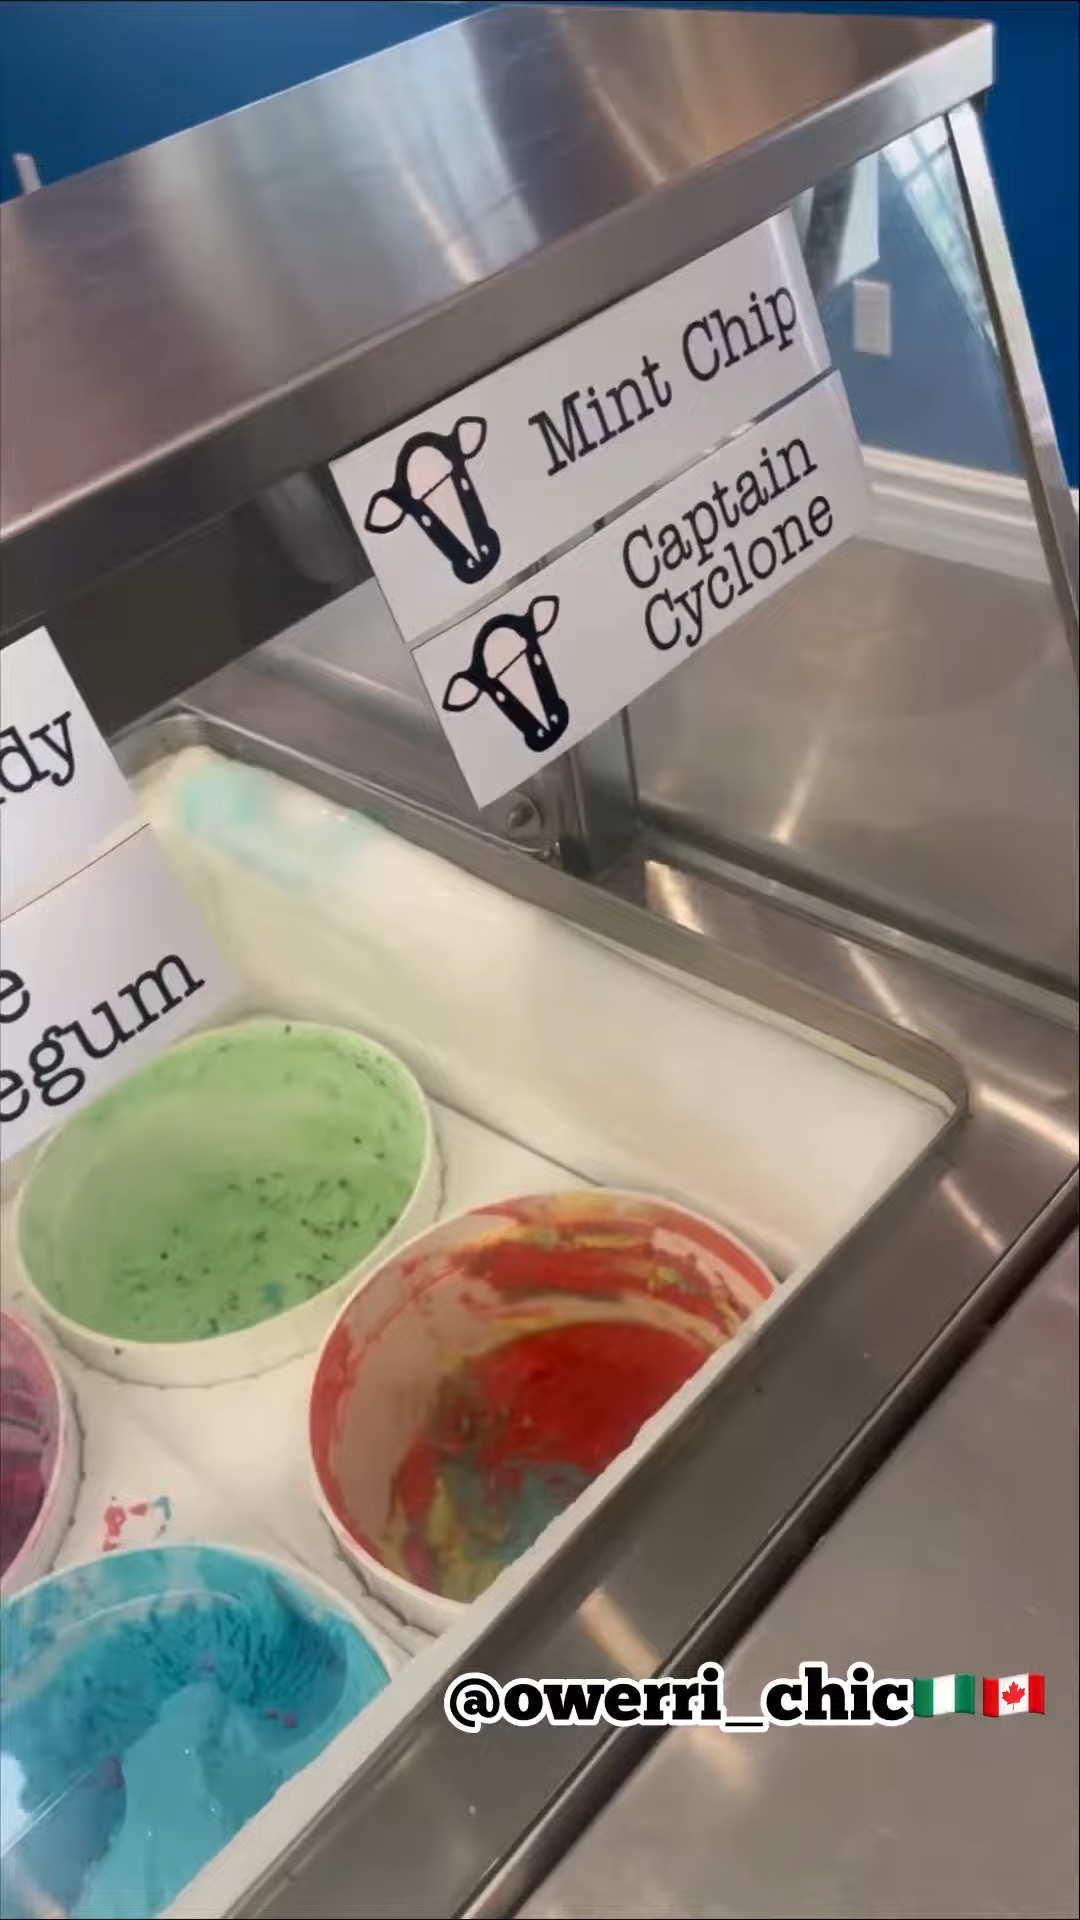 Mint Chip
Captain
Cyclone
dy
e
egum
@owerri_chic🇳🇬🇨🇦